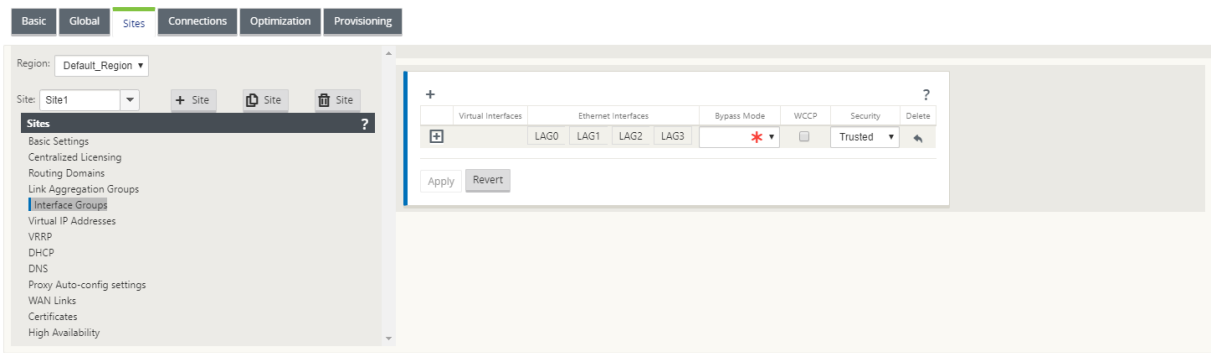 Basic Global Sites Connections Optimization Provisioning
Region: Default_Region
Site: Site1 + Site Site Site
Sites ?
Basic Settings
Centralized Licensing
Routing Domains
Link Aggregation Groups
Interface Groups
Virtual IP Addresses
VRRP
DHCP
DNS
Proxy Auto-config settings
WAN Links
Certificates
High Availability
+ ?
Virtual Interfaces Ethernet Interfaces Bypass Mode WCCP Security Delete
LAG0 LAG1 LAG2 LAG3 Trusted
Apply Revert